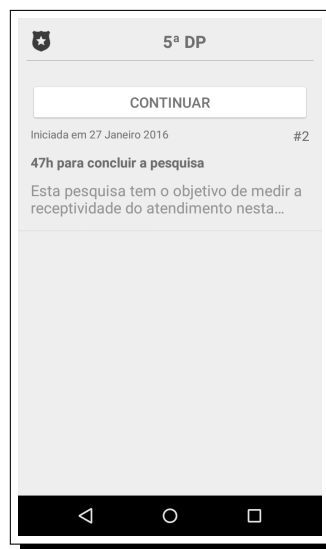 5ª DP
CONTINUAR
Iniciada em 27 Janeiro 2016 #2
47h para concluir a pesquisa
Esta pesquisa tem o objetivo de medir a
receptividade do atendimento nesta...